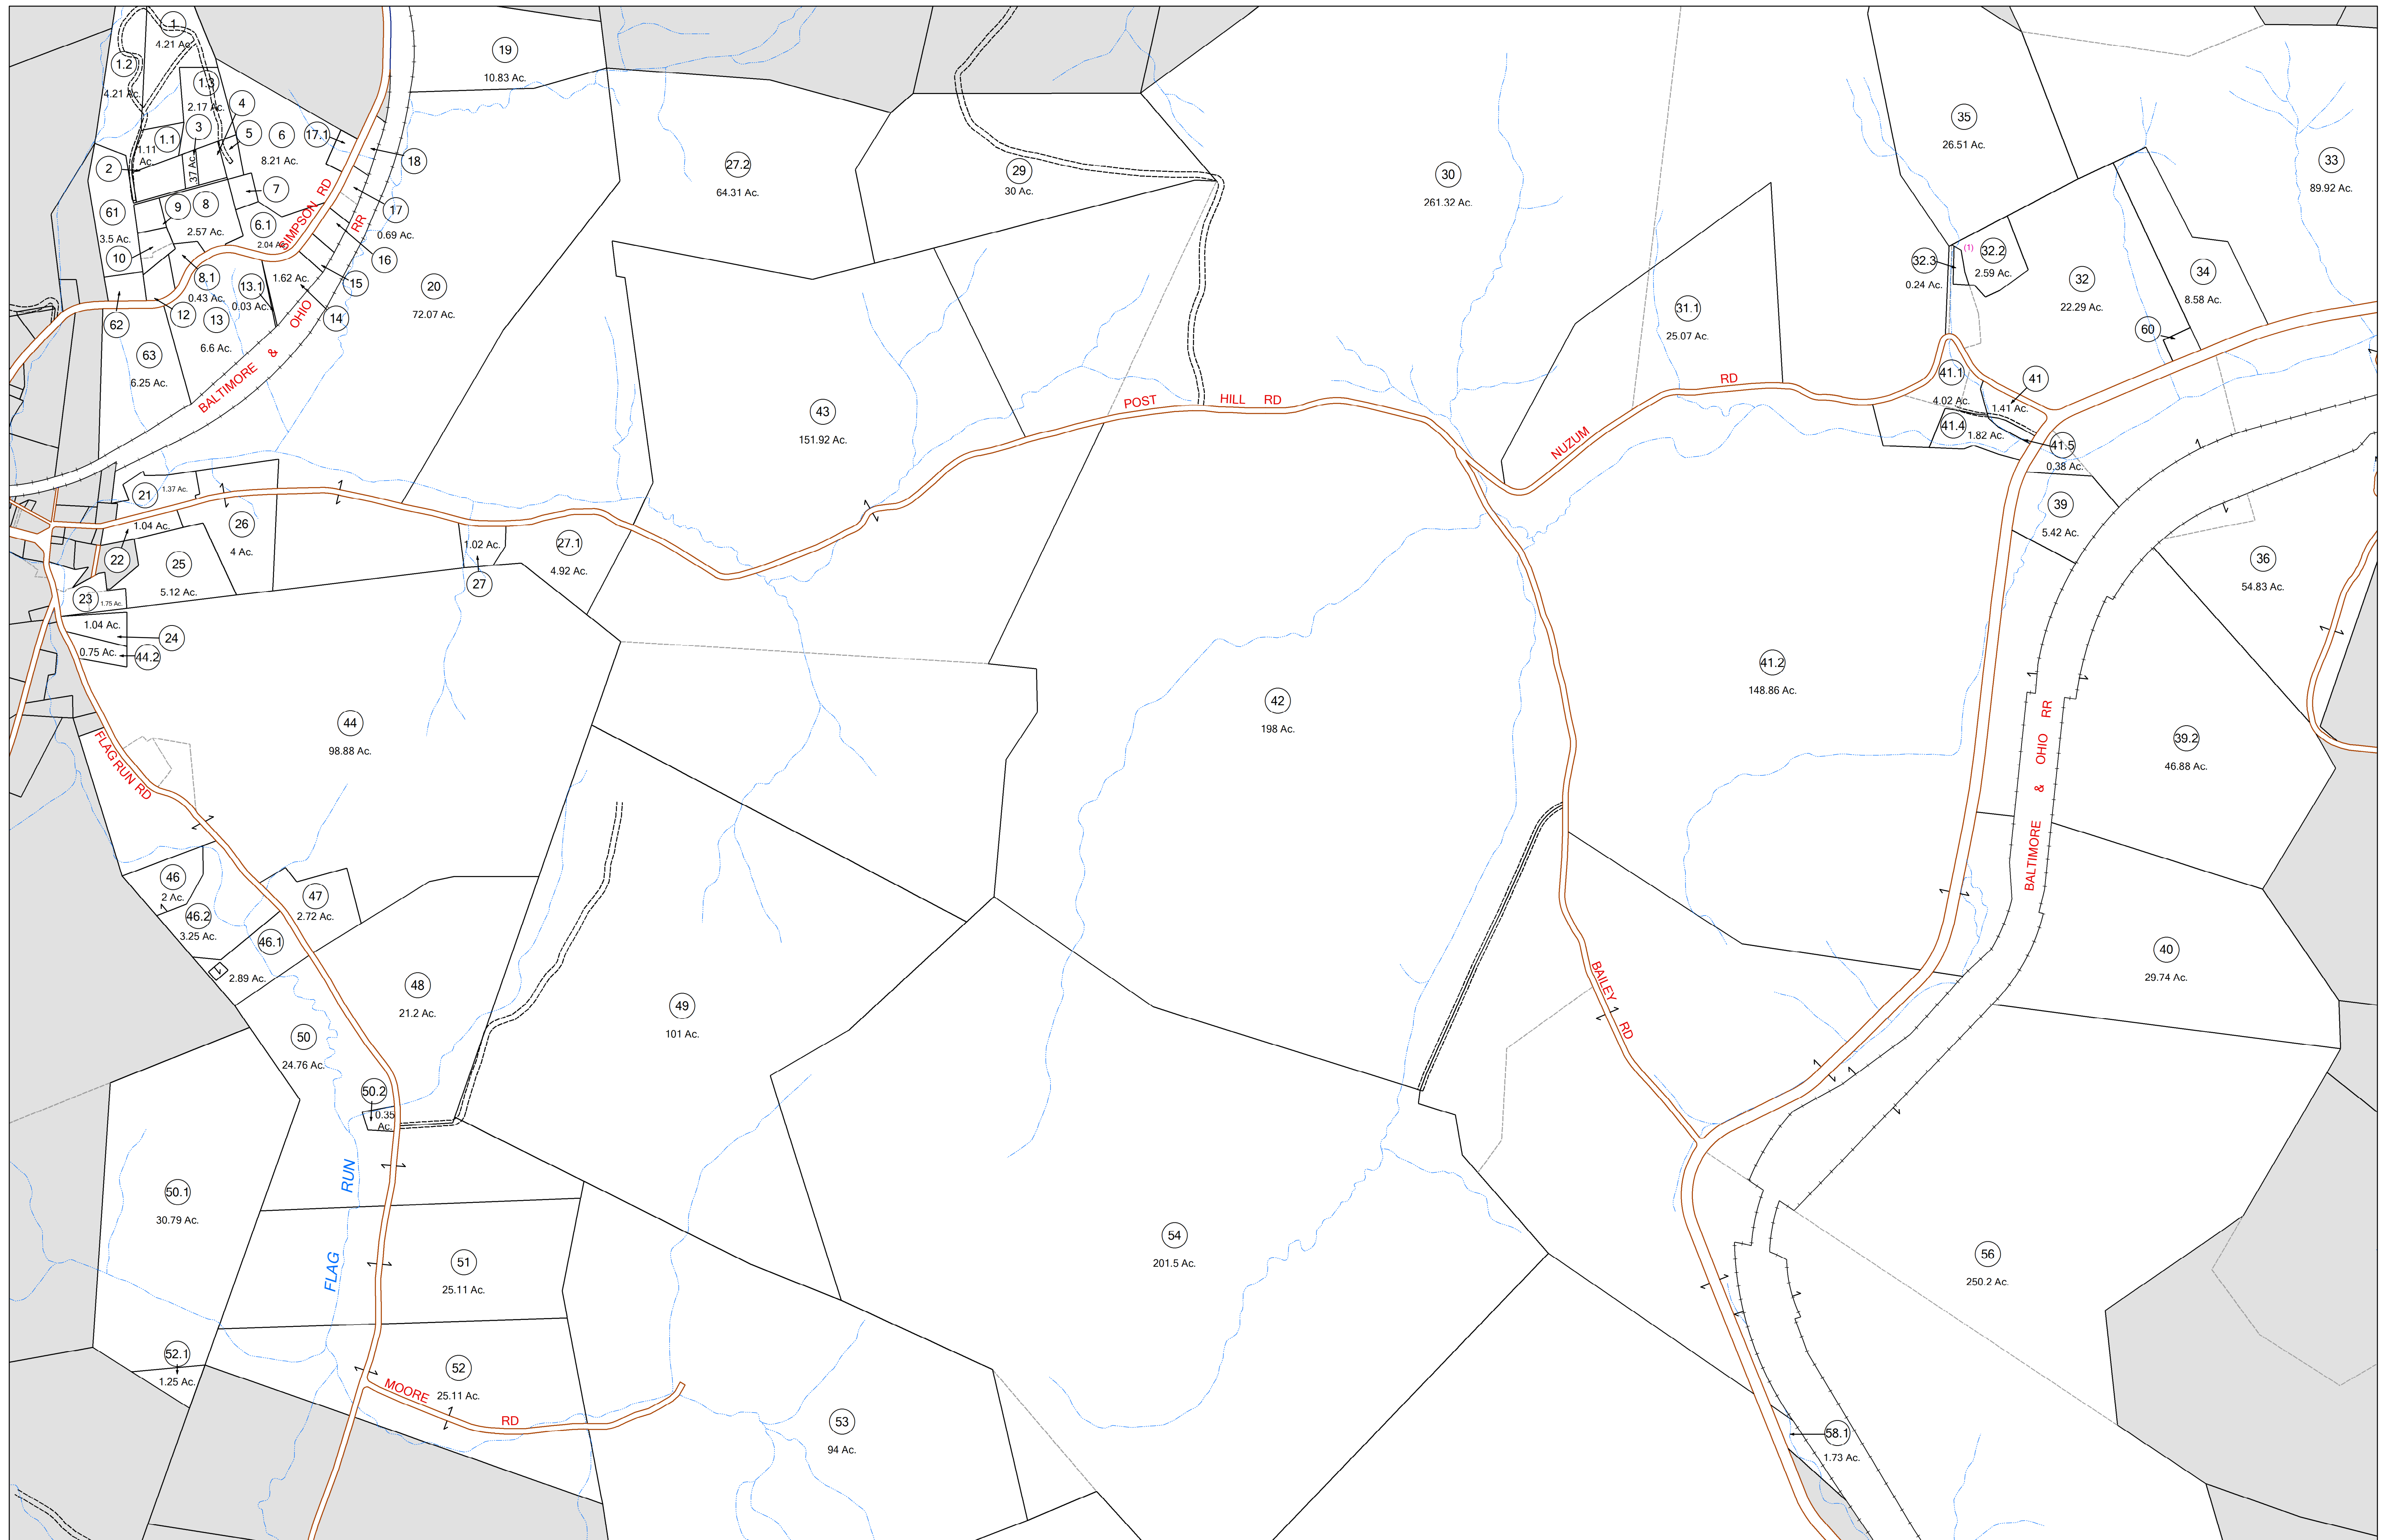 1
4.21 Ac.
1.2
4.21 Ac.
1.3
2.17 Ac.
4
3
5
6
8.21 Ac.
1.1
1.11
Ac.
.37 Ac.
2
17.1
18
7
17
0.69 Ac.
16
61
3.5 Ac.
9
8
2.57 Ac.
6.1
2.04 Ac.
SIMPSON RD
RR
10
8.1
0.43 Ac.
13.1
0.03 Ac.
1.62 Ac.
15
14
62
12
13
6.6 Ac.
63
6.25 Ac.
BALTIMORE & OHIO
19
10.83 Ac.
20
72.07 Ac.
27.2
64.31 Ac.
29
30 Ac.
30
261.32 Ac.
35
26.51 Ac.
33
89.92 Ac.
31.1
25.07 Ac.
32.3
0.24 Ac.
(1)
32.2
2.59 Ac.
32
22.29 Ac.
34
8.58 Ac.
60
43
151.92 Ac.
POST HILL RD
NUZUM RD
41.1
4.02 Ac.
41
1.41 Ac.
41.4
1.82 Ac.
41.5
0.38 Ac.
39
5.42 Ac.
36
54.83 Ac.
21
1.37 Ac.
1.04 Ac.
22
26
4 Ac.
25
5.12 Ac.
23
1.75 Ac.
1.04 Ac.
24
0.75 Ac.
44.2
1.02 Ac.
27
27.1
4.92 Ac.
44
98.88 Ac.
FLAG RUN RD
42
198 Ac.
41.2
148.86 Ac.
BALTIMORE & OHIO RR
39.2
46.88 Ac.
46
2 Ac.
46.2
3.25 Ac.
46.1
2.89 Ac.
47
2.72 Ac.
48
21.2 Ac.
49
101 Ac.
BAILEY RD
40
29.74 Ac.
50
24.76 Ac.
50.2
0.35
Ac.
50.1
30.79 Ac.
FLAG RUN
51
25.11 Ac.
54
201.5 Ac.
56
250.2 Ac.
52.1
1.25 Ac.
52
25.11 Ac.
MOORE RD
53
94 Ac.
58.1
1.73 Ac.